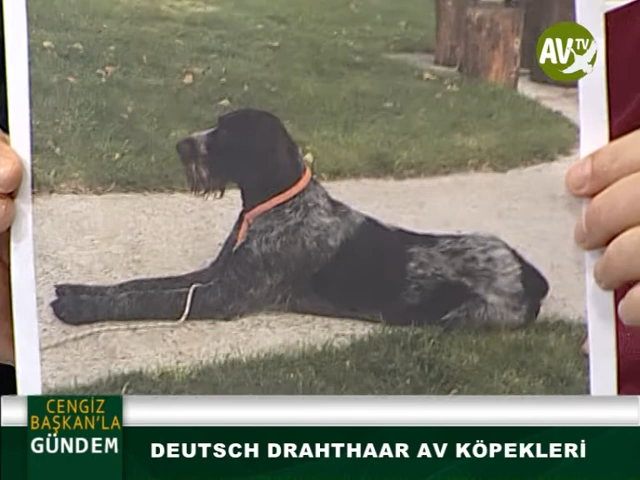 AV TV
CENGİZ
BAŞKAN'LA
GÜNDEM
DEUTSCH DRAHTHAAR AV KÖPEKLERİ